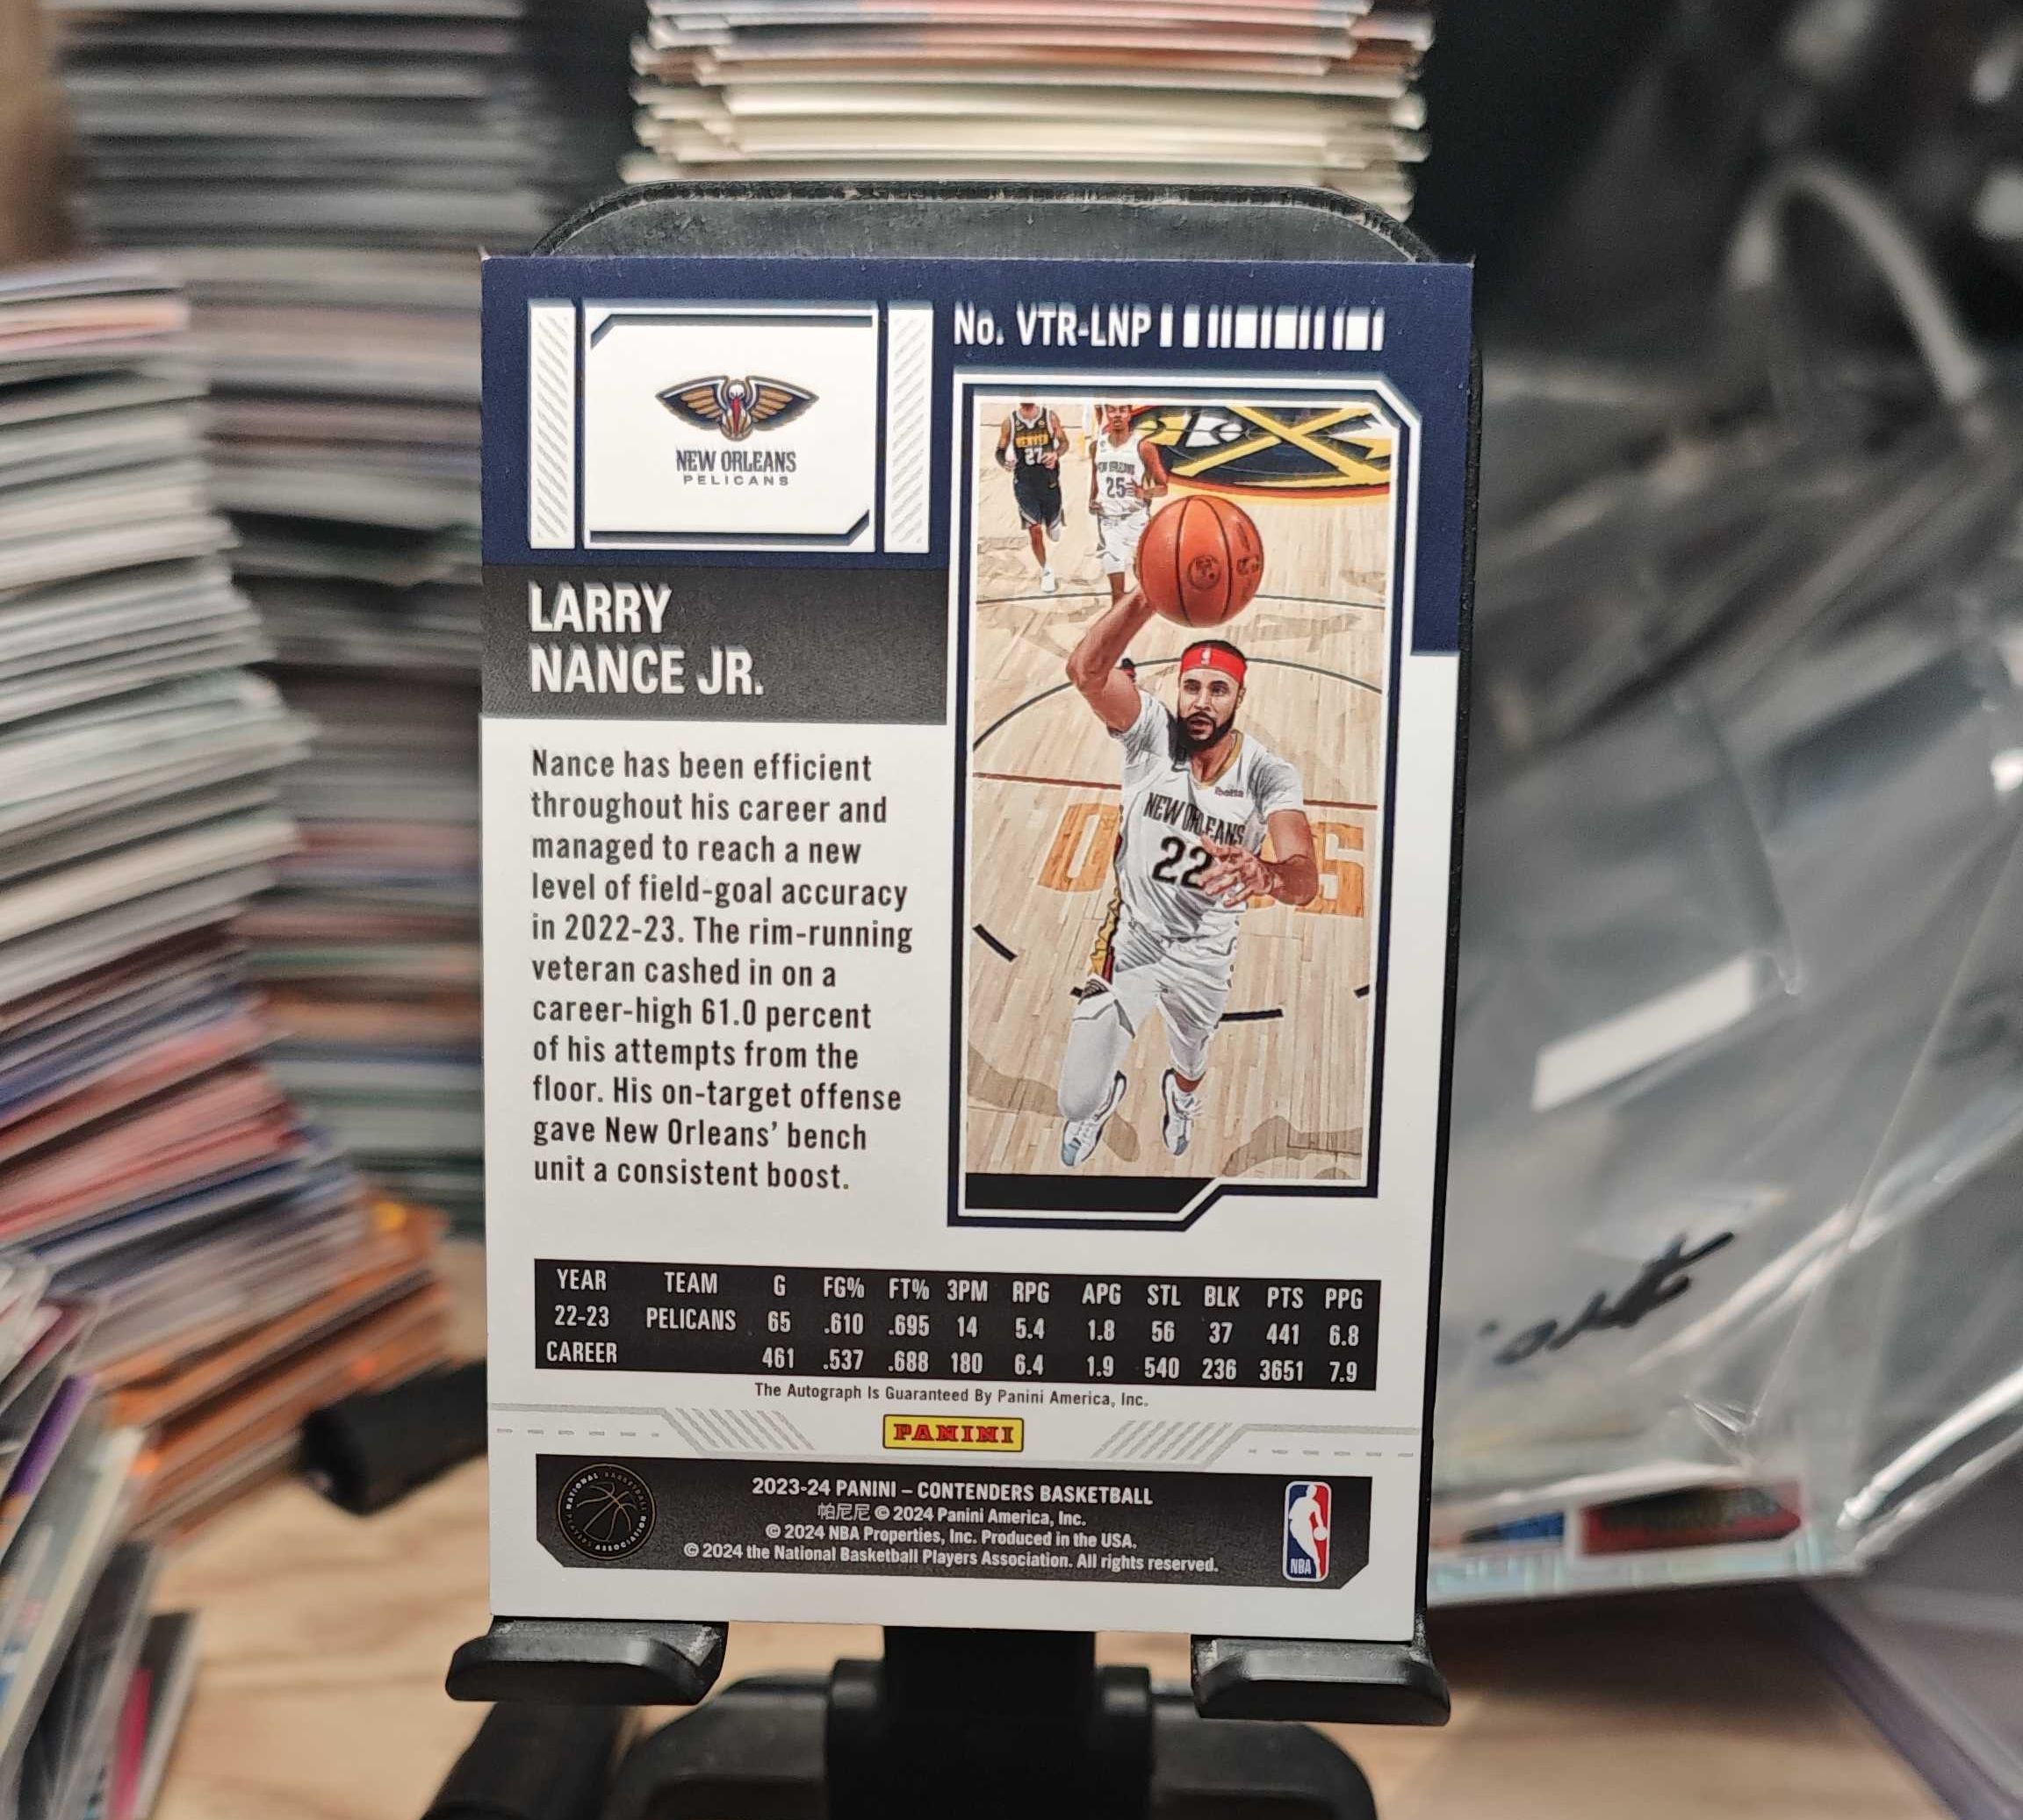 NEW ORLEANS
PELICANS
No. VTR-LNP
LARRY
NANCE JR.
Nance has been efficient
throughout his career and
managed to reach a new
level of field-goal accuracy
in 2022-23. The rim-running
veteran cashed in on a
career-high 61.0 percent
of his attempts from the
floor. His on-target offense
gave New Orleans’ bench
unit a consistent boost.
DENVER
27
NEW ORLEANS
25
ibotta
NEW ORLEANS
22
YEAR TEAM G FG% FT% 3PM RPG APG STL BLK PTS PPG
22-23 PELICANS 65 .610 .695 14 5.4 1.8 56 37 441 6.8
CAREER 461 .537 .688 180 6.4 1.9 540 236 3651 7.9
The Autograph Is Guaranteed By Panini America, Inc.
PANINI
NATIONAL BASKETBALL PLAYERS ASSOCIATION
2023-24 PANINI – CONTENDERS BASKETBALL
帕尼尼 © 2024 Panini America, Inc.
© 2024 NBA Properties, Inc. Produced in the USA.
© 2024 the National Basketball Players Association. All rights reserved.
NBA